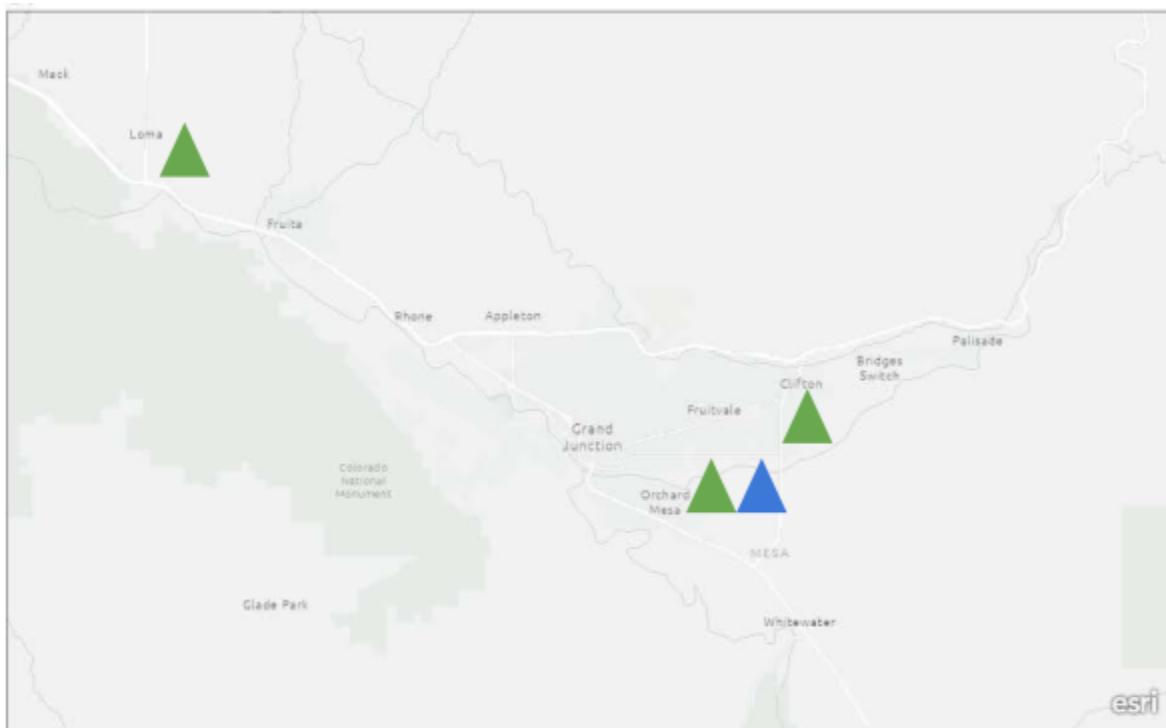 Mack
Loma
Fruita
Rhone
Appleton
Palisade
Bridges
Switch
Clifton
Fruitvale
Grand
Junction
Colorado
National
Monument
Orchard
Mesa
MESA
Glade Park
Whitewater
esri